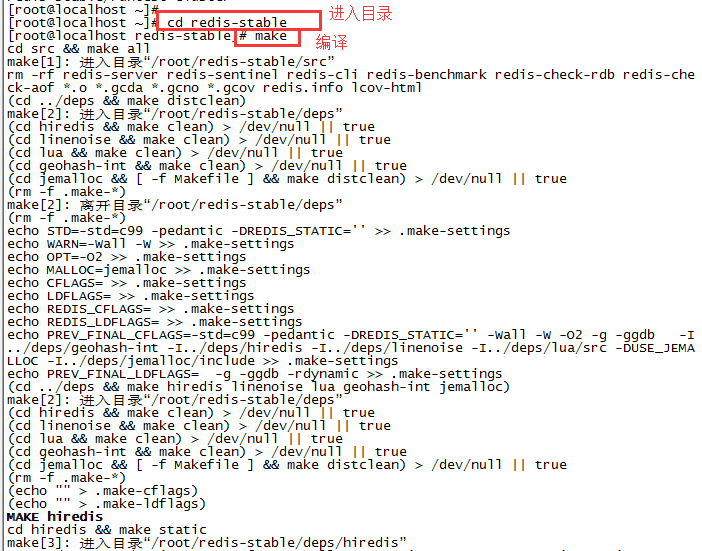 [root@localhost ~]#
进入目录
[root@localhost ~]# cd redis-stable
[root@localhost redis-stable]# make
编译
cd src && make all
make[1]: 进入目录“/root/redis-stable/src”
rm -rf redis-server redis-sentinel redis-cli redis-benchmark redis-check-rdb redis-che
ck-aof *.o *.gcda *.gcno *.gcov redis.info lcov-html
(cd ../deps && make distclean)
make[2]: 进入目录“/root/redis-stable/deps”
(cd hiredis && make clean) > /dev/null || true
(cd linenoise && make clean) > /dev/null || true
(cd lua && make clean) > /dev/null || true
(cd geohash-int && make clean) > /dev/null || true
(cd jemalloc && [ -f Makefile ] && make distclean) > /dev/null || true
(rm -f .make-*)
make[2]: 离开目录“/root/redis-stable/deps”
(rm -f .make-*)
echo STD=-std=c99 -pedantic -DREDIS_STATIC='' >> .make-settings
echo WARN=-Wall -W >> .make-settings
echo OPT=-O2 >> .make-settings
echo MALLOC=jemalloc >> .make-settings
echo CFLAGS= >> .make-settings
echo LDFLAGS= >> .make-settings
echo REDIS_CFLAGS= >> .make-settings
echo REDIS_LDFLAGS= >> .make-settings
echo PREV_FINAL_CFLAGS=-std=c99 -pedantic -DREDIS_STATIC='' -Wall -W -O2 -g -ggdb   -I
../deps/geohash-int -I../deps/hiredis -I../deps/linenoise -I../deps/lua/src -DUSE_JEMA
LLOC -I../deps/jemalloc/include >> .make-settings
echo PREV_FINAL_LDFLAGS=  -g -ggdb -rdynamic >> .make-settings
(cd ../deps && make hiredis linenoise lua geohash-int jemalloc)
make[2]: 进入目录“/root/redis-stable/deps”
(cd hiredis && make clean) > /dev/null || true
(cd linenoise && make clean) > /dev/null || true
(cd lua && make clean) > /dev/null || true
(cd geohash-int && make clean) > /dev/null || true
(cd jemalloc && [ -f Makefile ] && make distclean) > /dev/null || true
(rm -f .make-*)
(echo "" > .make-cflags)
(echo "" > .make-ldflags)
MAKE hiredis
cd hiredis && make static
make[3]: 进入目录“/root/redis-stable/deps/hiredis”